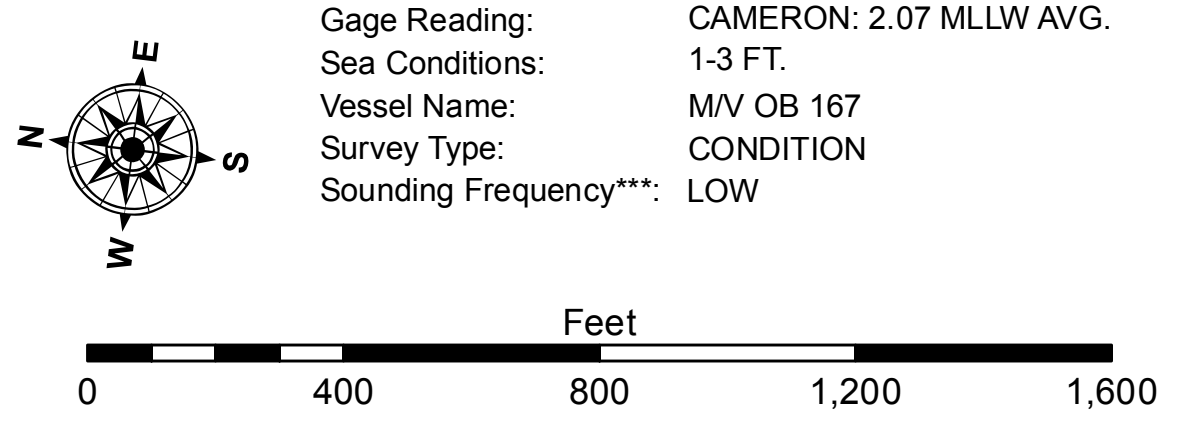 Gage Reading: CAMERON: 2.07 MLLW AVG.
Sea Conditions: 1-3 FT.
Vessel Name: M/V OB 167
Survey Type: CONDITION
Sounding Frequency***: LOW
E
N
S
W
Feet
0 400 800 1,200 1,600